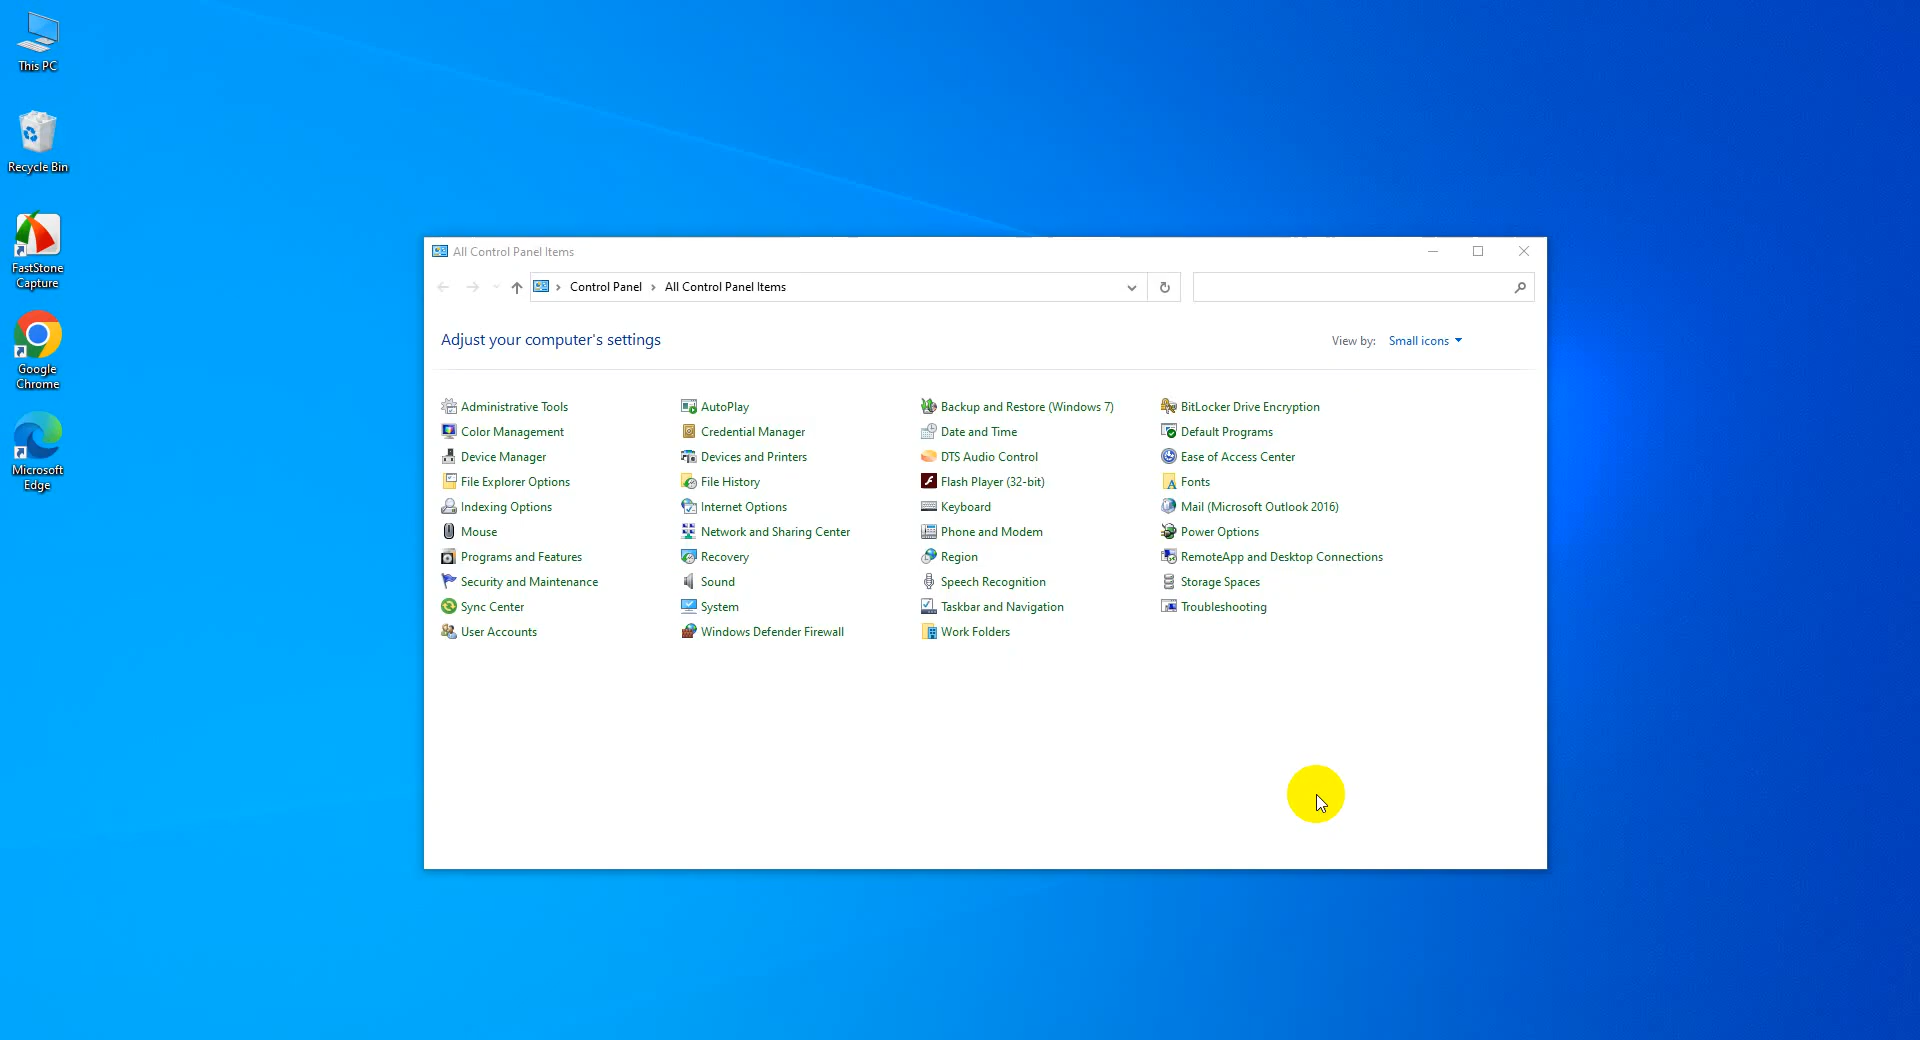 This PC
Recycle Bin
FastStone
Capture
Google
Chrome
Microsoft
Edge
All Control Panel Items
Control Panel
All Control Panel Items
Adjust your computer's settings
View by: Small icons
Administrative Tools
AutoPlay
Backup and Restore (Windows 7)
BitLocker Drive Encryption
Color Management
Credential Manager
Date and Time
Default Programs
Device Manager
Devices and Printers
DTS Audio Control
Ease of Access Center
File Explorer Options
File History
Flash Player (32-bit)
Fonts
Indexing Options
Internet Options
Keyboard
Mail (Microsoft Outlook 2016)
Mouse
Network and Sharing Center
Phone and Modem
Power Options
Programs and Features
Recovery
Region
RemoteApp and Desktop Connections
Security and Maintenance
Sound
Speech Recognition
Storage Spaces
Sync Center
System
Taskbar and Navigation
Troubleshooting
User Accounts
Windows Defender Firewall
Work Folders